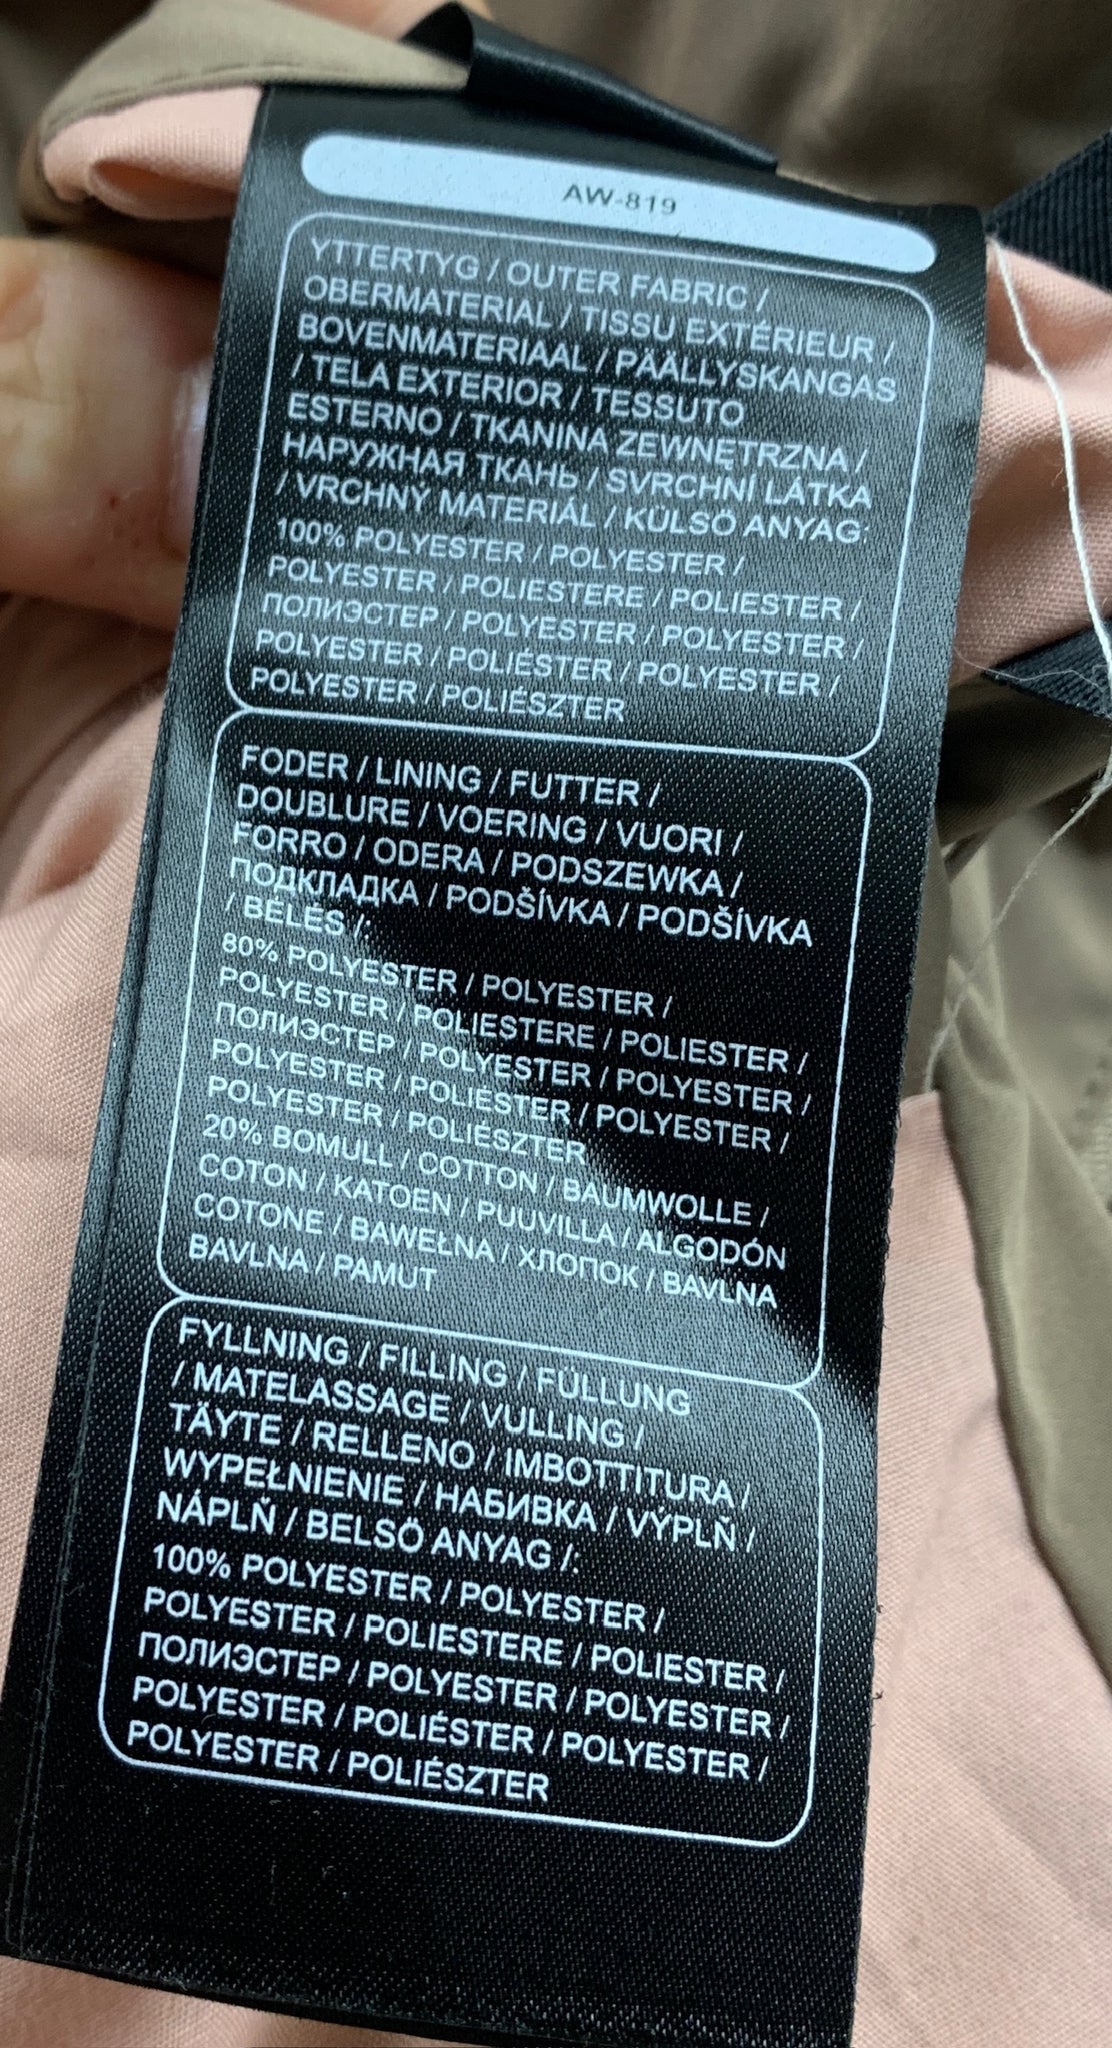 AW-819
YTTERTYG / OUTER FABRIC /
OBERMATERIAL / TISSU EXTÉRIEUR /
BOVENMATERIAAL / PÄÄLLYSKANGAS
/ TELA EXTERIOR / TESSUTO
ESTERNO / TKANINA ZEWNĘTRZNA /
НАРУЖНАЯ ТКАНЬ / SVRCHNÍ LÁTKA
/ VRCHNÝ MATERIÁL / KÜLSÖ ANYAG:
100% POLYESTER / POLYESTER /
POLYESTER / POLIESTERE / POLIESTER /
ПОЛИЭСТЕР / POLYESTER / POLYESTER /
POLYESTER / POLIÉSTER / POLYESTER /
POLYESTER / POLIÉSZTER
FODER / LINING / FUTTER /
DOUBLURE / VOERING / VUORI /
FORRO / ODERA / PODSZEWKA /
ПОДКЛАДКА / PODŠÍVKA / PODŠÍVKA
/ BÉLÉS /:
80% POLYESTER / POLYESTER /
POLYESTER / POLIESTERE / POLIESTER /
ПОЛИЭСТЕР / POLYESTER / POLYESTER /
POLYESTER / POLIÉSTER / POLYESTER /
POLYESTER / POLIÉSZTER
20% BOMULL / COTTON / BAUMWOLLE /
COTON / KATOEN / PUUVILLA / ALGODÓN
COTONE / BAWEŁNA / ХЛОПОК / BAVLNA
BAVLNA / PAMUT
FYLLNING / FILLING / FÜLLUNG
/ MATELASSAGE / VULLING /
TÄYTE / RELLENO / IMBOTTITURA /
WYPEŁNIENIE / НАБИВКА / VÝPLŇ /
NÁPLŇ / BELSÖ ANYAG /:
100% POLYESTER / POLYESTER /
POLYESTER / POLIESTERE / POLIESTER /
ПОЛИЭСТЕР / POLYESTER / POLYESTER /
POLYESTER / POLIÉSTER / POLYESTER /
POLYESTER / POLIÉSZTER